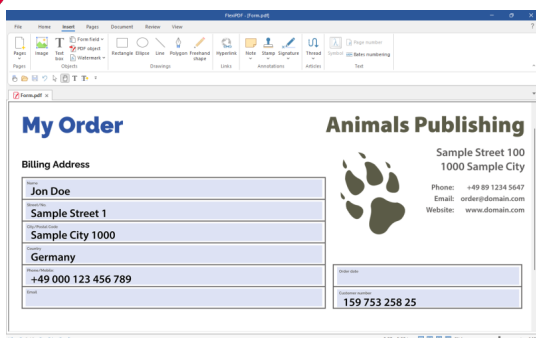 FlexiPDF - [Form.pdf]
File Home Insert Pages Document Review View
Pages Image Text box Form field PDF object Watermark Rectangle Ellipse Line Polygon Freehand shape Hyperlink Note Stamp Signature Thread Symbol Page number Bates numbering
Pages Objects Drawings Links Annotations Articles Text
Form.pdf
My Order
Animals Publishing
Sample Street 100
1000 Sample City
Billing Address
Name
Jon Doe
Phone: +49 89 1234 5647
Email: order@domain.com
Website: www.domain.com
Street/No.
Sample Street 1
City/Postal Code
Sample City 1000
Country
Germany
Phone/Mobile
+49 000 123 456 789
Email
Order date
Customer number
159 753 258 25